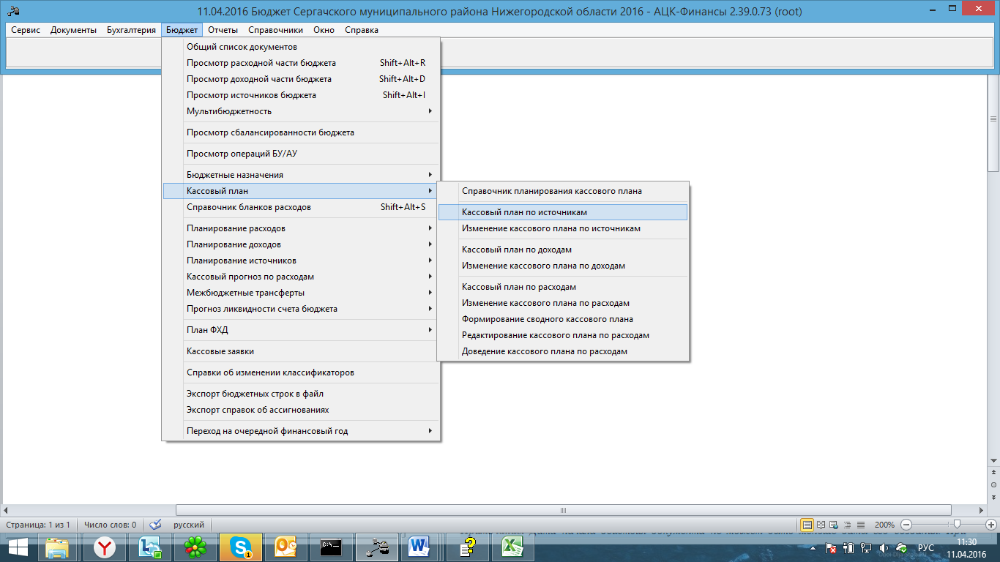 11.04.2016 Бюджет Сергачского муниципального района Нижегородской области 2016 - АЦК-Финансы 2.39.0.73 (root)
Сервис Документы Бухгалтерия Бюджет Отчеты Справочники Окно Справка
Общий список документов
Просмотр расходной части бюджета Shift+Alt+R
Просмотр доходной части бюджета Shift+Alt+D
Просмотр источников бюджета Shift+Alt+I
Мультибюджетность
Просмотр сбалансированности бюджета
Просмотр операций БУ/АУ
Бюджетные назначения
Кассовый план
Справочник бланков расходов Shift+Alt+S
Планирование расходов
Планирование доходов
Планирование источников
Кассовый прогноз по расходам
Межбюджетные трансферты
Прогноз ликвидности счета бюджета
План ФХД
Кассовые заявки
Справки об изменении классификаторов
Экспорт бюджетных строк в файл
Экспорт справок об ассигнованиях
Переход на очередной финансовый год
Справочник планирования кассового плана
Кассовый план по источникам
Изменение кассового плана по источникам
Кассовый план по доходам
Изменение кассового плана по доходам
Кассовый план по расходам
Изменение кассового плана по расходам
Формирование сводного кассового плана
Редактирование кассового плана по расходам
Доведение кассового плана по расходам
Страница: 1 из 1 Число слов: 0 русский 200%
РУС
11:30
11.04.2016